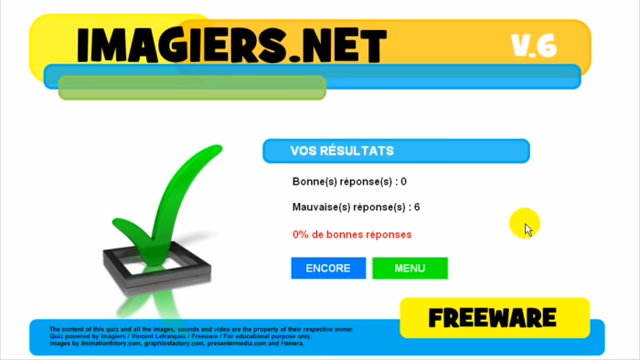 IMAGIERS.NET
V.6
VOS RÉSULTATS
Bonne(s) réponse(s) : 0
Mauvaise(s) réponse(s) : 6
0% de bonnes réponses
ENCORE
MENU
FREEWARE
The content of this quiz and all the images, sounds and video are the property of their respective owner.
Quiz powered by Imagiers / Vincent Lefrançois / Freeware / For educational purpose only.
Images by Animationfctory.com, graphicsfactory.com, presentermedia.com and Hemera.